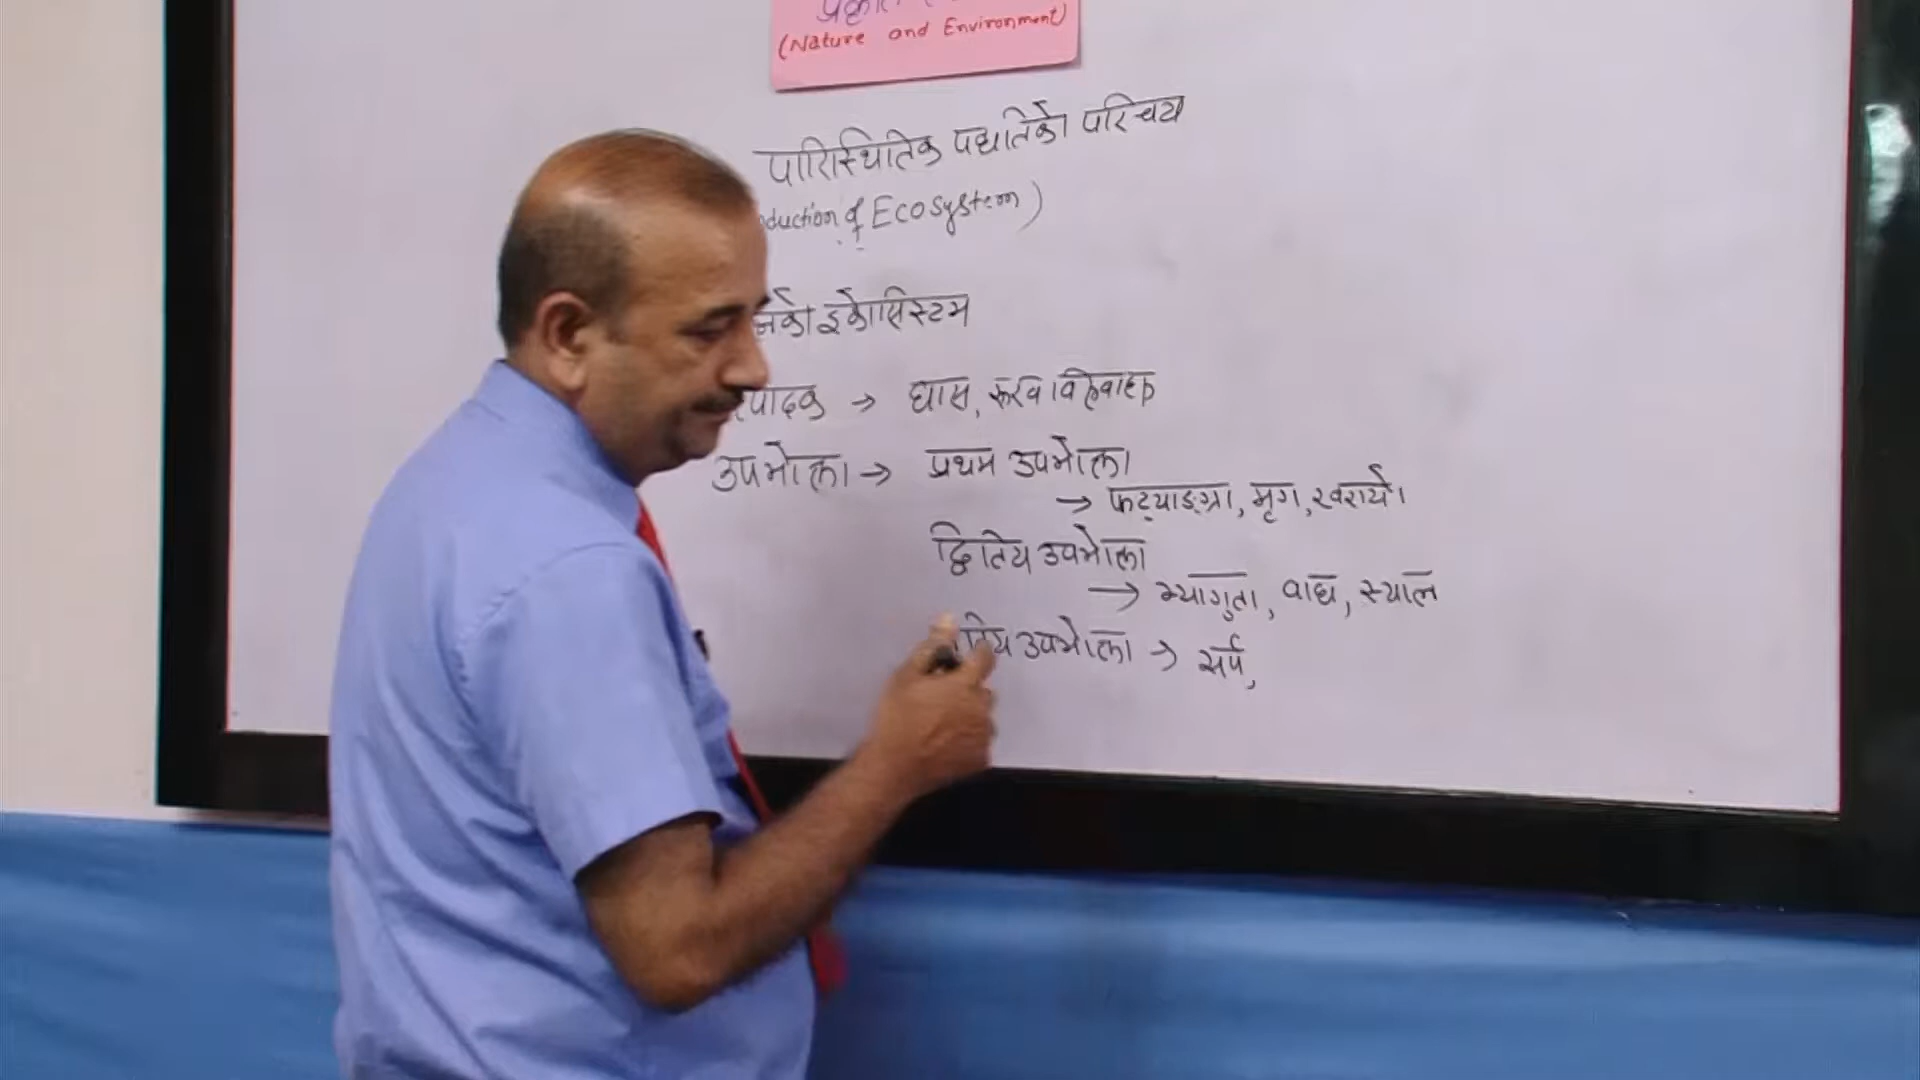 (Nature and Environment)
पारिस्थितिक पद्धतिको परिचय
oduction of Ecosystem)
नको इकोसिस्टम
पादक → घास, रुख विरुवाहरु
उपभोक्ता → प्रथम उपभोक्ता
→ फट्याङ्ग्रा, मृग, खरायो।
द्वितिय उपभोक्ता
→ भ्यागुता, वाघ, स्याल
तिय उपभोक्ता → सर्प,